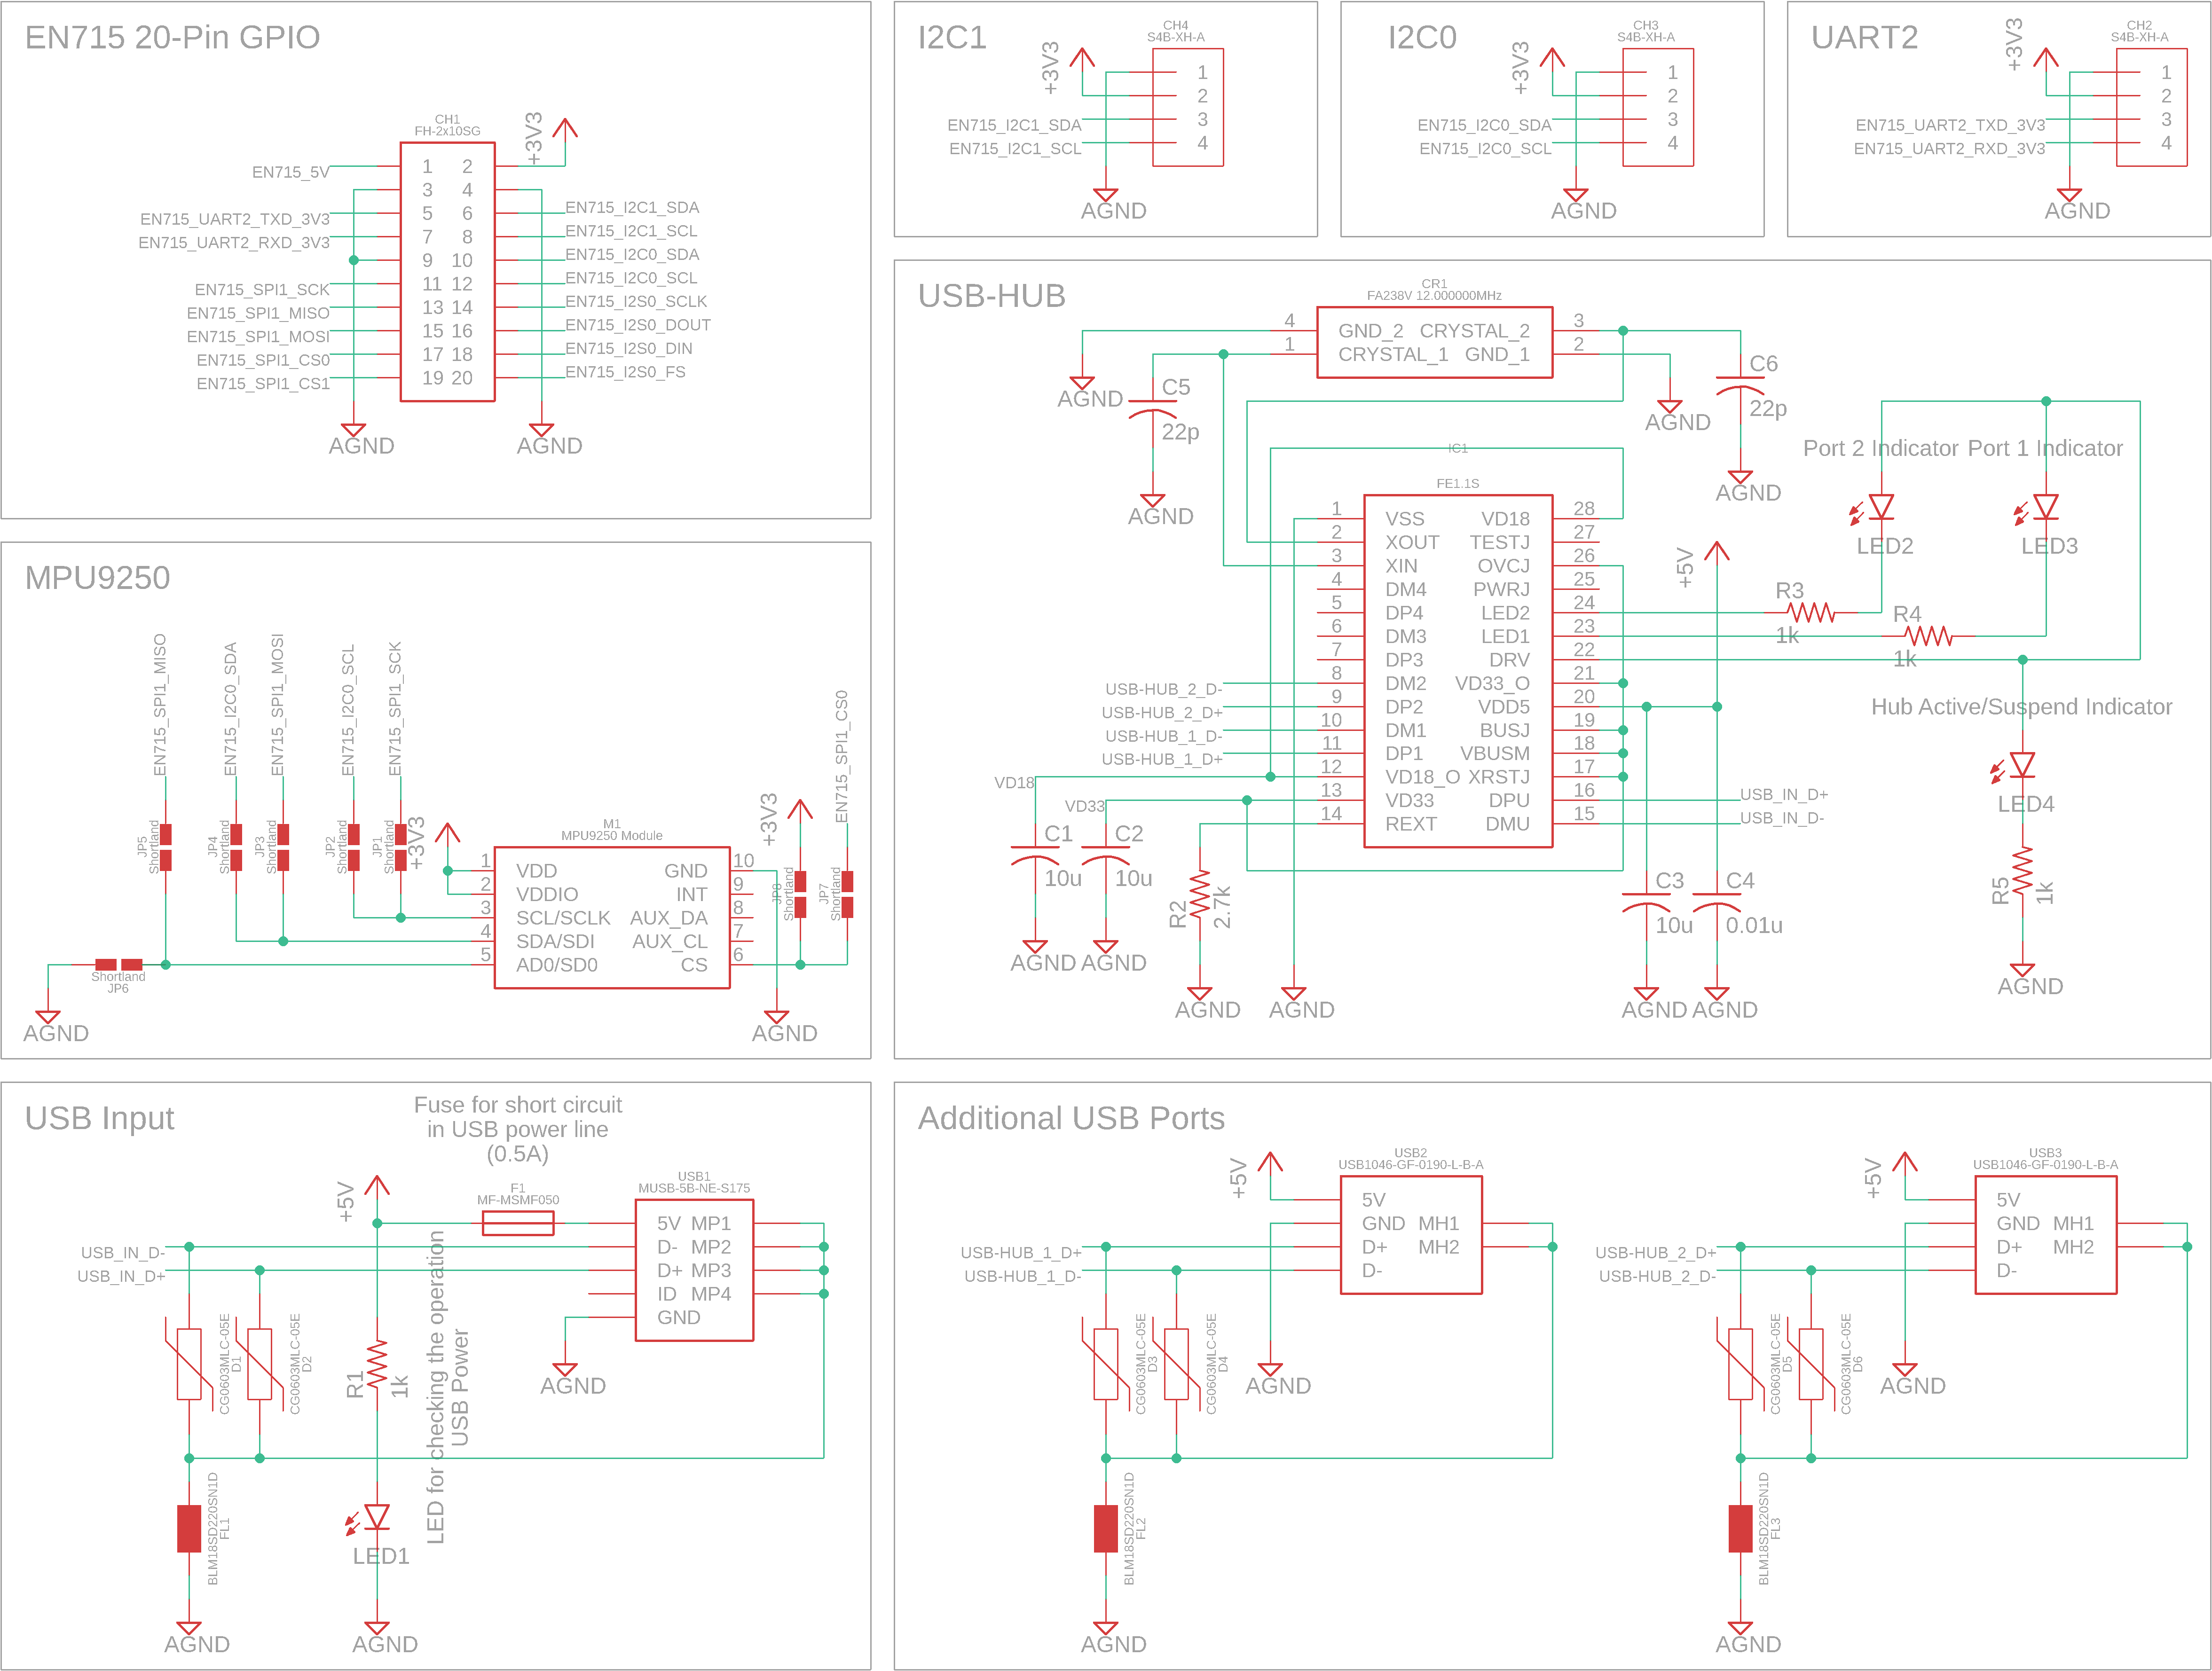 EN715 20-Pin GPIO
CH1
FH-2x10SG
+3V3
EN715_5V
EN715_UART2_TXD_3V3
EN715_UART2_RXD_3V3
EN715_SPI1_SCK
EN715_SPI1_MISO
EN715_SPI1_MOSI
EN715_SPI1_CS0
EN715_SPI1_CS1
1 2
3 4
5 6
7 8
9 10
11 12
13 14
15 16
17 18
19 20
EN715_I2C1_SDA
EN715_I2C1_SCL
EN715_I2C0_SDA
EN715_I2C0_SCL
EN715_I2S0_SCLK
EN715_I2S0_DOUT
EN715_I2S0_DIN
EN715_I2S0_FS
AGND
AGND
I2C1
CH4
S4B-XH-A
+3V3
1
2
3
4
EN715_I2C1_SDA
EN715_I2C1_SCL
AGND
I2C0
CH3
S4B-XH-A
+3V3
1
2
3
4
EN715_I2C0_SDA
EN715_I2C0_SCL
AGND
UART2
CH2
S4B-XH-A
+3V3
1
2
3
4
EN715_UART2_TXD_3V3
EN715_UART2_RXD_3V3
AGND
MPU9250
EN715_SPI1_MISO
EN715_I2C0_SDA
EN715_SPI1_MOSI
EN715_I2C0_SCL
EN715_SPI1_SCK
EN715_SPI1_CS0
JP5
Shortland
JP4
Shortland
JP3
Shortland
JP2
Shortland
JP1
Shortland
+3V3
M1
MPU9250 Module
+3V3
JP8
Shortland
JP7
Shortland
1 VDD GND 10
2 VDDIO INT 9
3 SCL/SCLK AUX_DA 8
4 SDA/SDI AUX_CL 7
5 AD0/SD0 CS 6
Shortland
JP6
AGND
AGND
USB-HUB
CR1
FA238V 12.000000MHz
4 GND_2 CRYSTAL_2 3
1 CRYSTAL_1 GND_1 2
AGND
C5
22p
AGND
AGND
C6
22p
AGND
Port 2 Indicator
Port 1 Indicator
LED2
LED3
IC1
FE1.1S
1 VSS VD18 28
2 XOUT TESTJ 27
3 XIN OVCJ 26
4 DM4 PWRJ 25
5 DP4 LED2 24
6 DM3 LED1 23
7 DP3 DRV 22
8 DM2 VD33_O 21
9 DP2 VDD5 20
10 DM1 BUSJ 19
11 DP1 VBUSM 18
12 VD18_O XRSTJ 17
13 VD33 DPU 16
14 REXT DMU 15
USB-HUB_2_D-
USB-HUB_2_D+
USB-HUB_1_D-
USB-HUB_1_D+
VD18
VD33
+5V
R3
1k
R4
1k
Hub Active/Suspend Indicator
LED4
USB_IN_D+
USB_IN_D-
C1
10u
C2
10u
R2
2.7k
C3
10u
C4
0.01u
R5
1k
AGND
AGND
AGND
AGND
AGND
AGND
AGND
USB Input
Fuse for short circuit
in USB power line
(0.5A)
+5V
F1
MF-MSMF050
USB1
MUSB-5B-NE-S175
5V MP1
D- MP2
D+ MP3
ID MP4
GND
USB_IN_D-
USB_IN_D+
CG0603MLC-05E
D1
CG0603MLC-05E
D2
R1
1k
LED for checking the operation
USB Power
AGND
BLM18SD220SN1D
FL1
LED1
AGND
AGND
Additional USB Ports
+5V
USB2
USB1046-GF-0190-L-B-A
5V
GND MH1
D+ MH2
D-
USB-HUB_1_D+
USB-HUB_1_D-
CG0603MLC-05E
D3
CG0603MLC-05E
D4
AGND
BLM18SD220SN1D
FL2
AGND
+5V
USB3
USB1046-GF-0190-L-B-A
5V
GND MH1
D+ MH2
D-
USB-HUB_2_D+
USB-HUB_2_D-
CG0603MLC-05E
D5
CG0603MLC-05E
D6
AGND
BLM18SD220SN1D
FL3
AGND